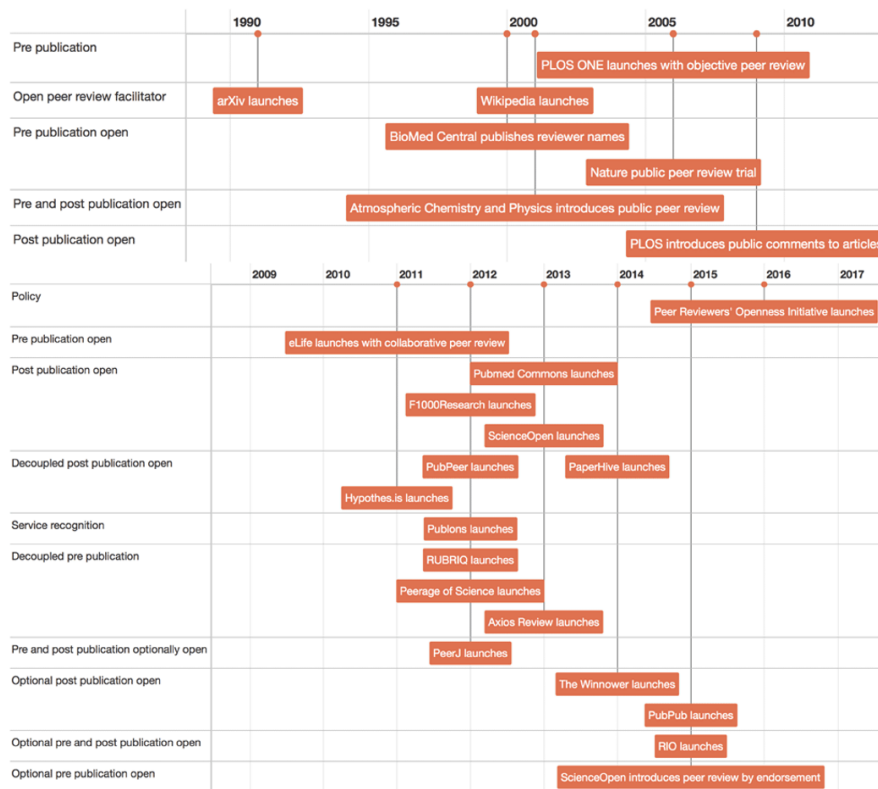 1990 1995 2000 2005 2010
Pre publication
PLOS ONE launches with objective peer review
Open peer review facilitator arXiv launches Wikipedia launches
Pre publication open BioMed Central publishes reviewer names
Nature public peer review trial
Pre and post publication open Atmospheric Chemistry and Physics introduces public peer review
Post publication open PLOS introduces public comments to articles
2009 2010 2011 2012 2013 2014 2015 2016 2017
Policy
Peer Reviewers' Openness Initiative launches
Pre publication open eLife launches with collaborative peer review
Post publication open Pubmed Commons launches
F1000Research launches
ScienceOpen launches
Decoupled post publication open PubPeer launches PaperHive launches
Hypothes.is launches
Service recognition Publons launches
Decoupled pre publication RUBRIQ launches
Peerage of Science launches
Axios Review launches
Pre and post publication optionally open PeerJ launches
Optional post publication open The Winnower launches
PubPub launches
Optional pre and post publication open RIO launches
Optional pre publication open ScienceOpen introduces peer review by endorsement